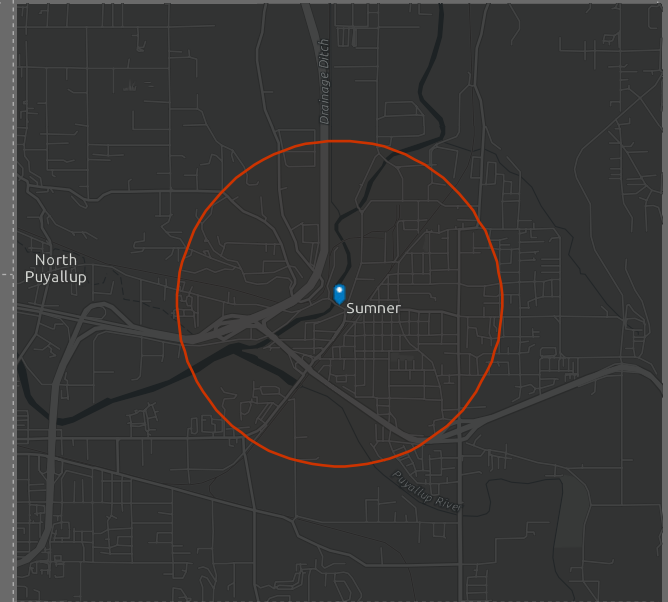 Drainage Ditch
North
Puyallup
Sumner
Puyallup River